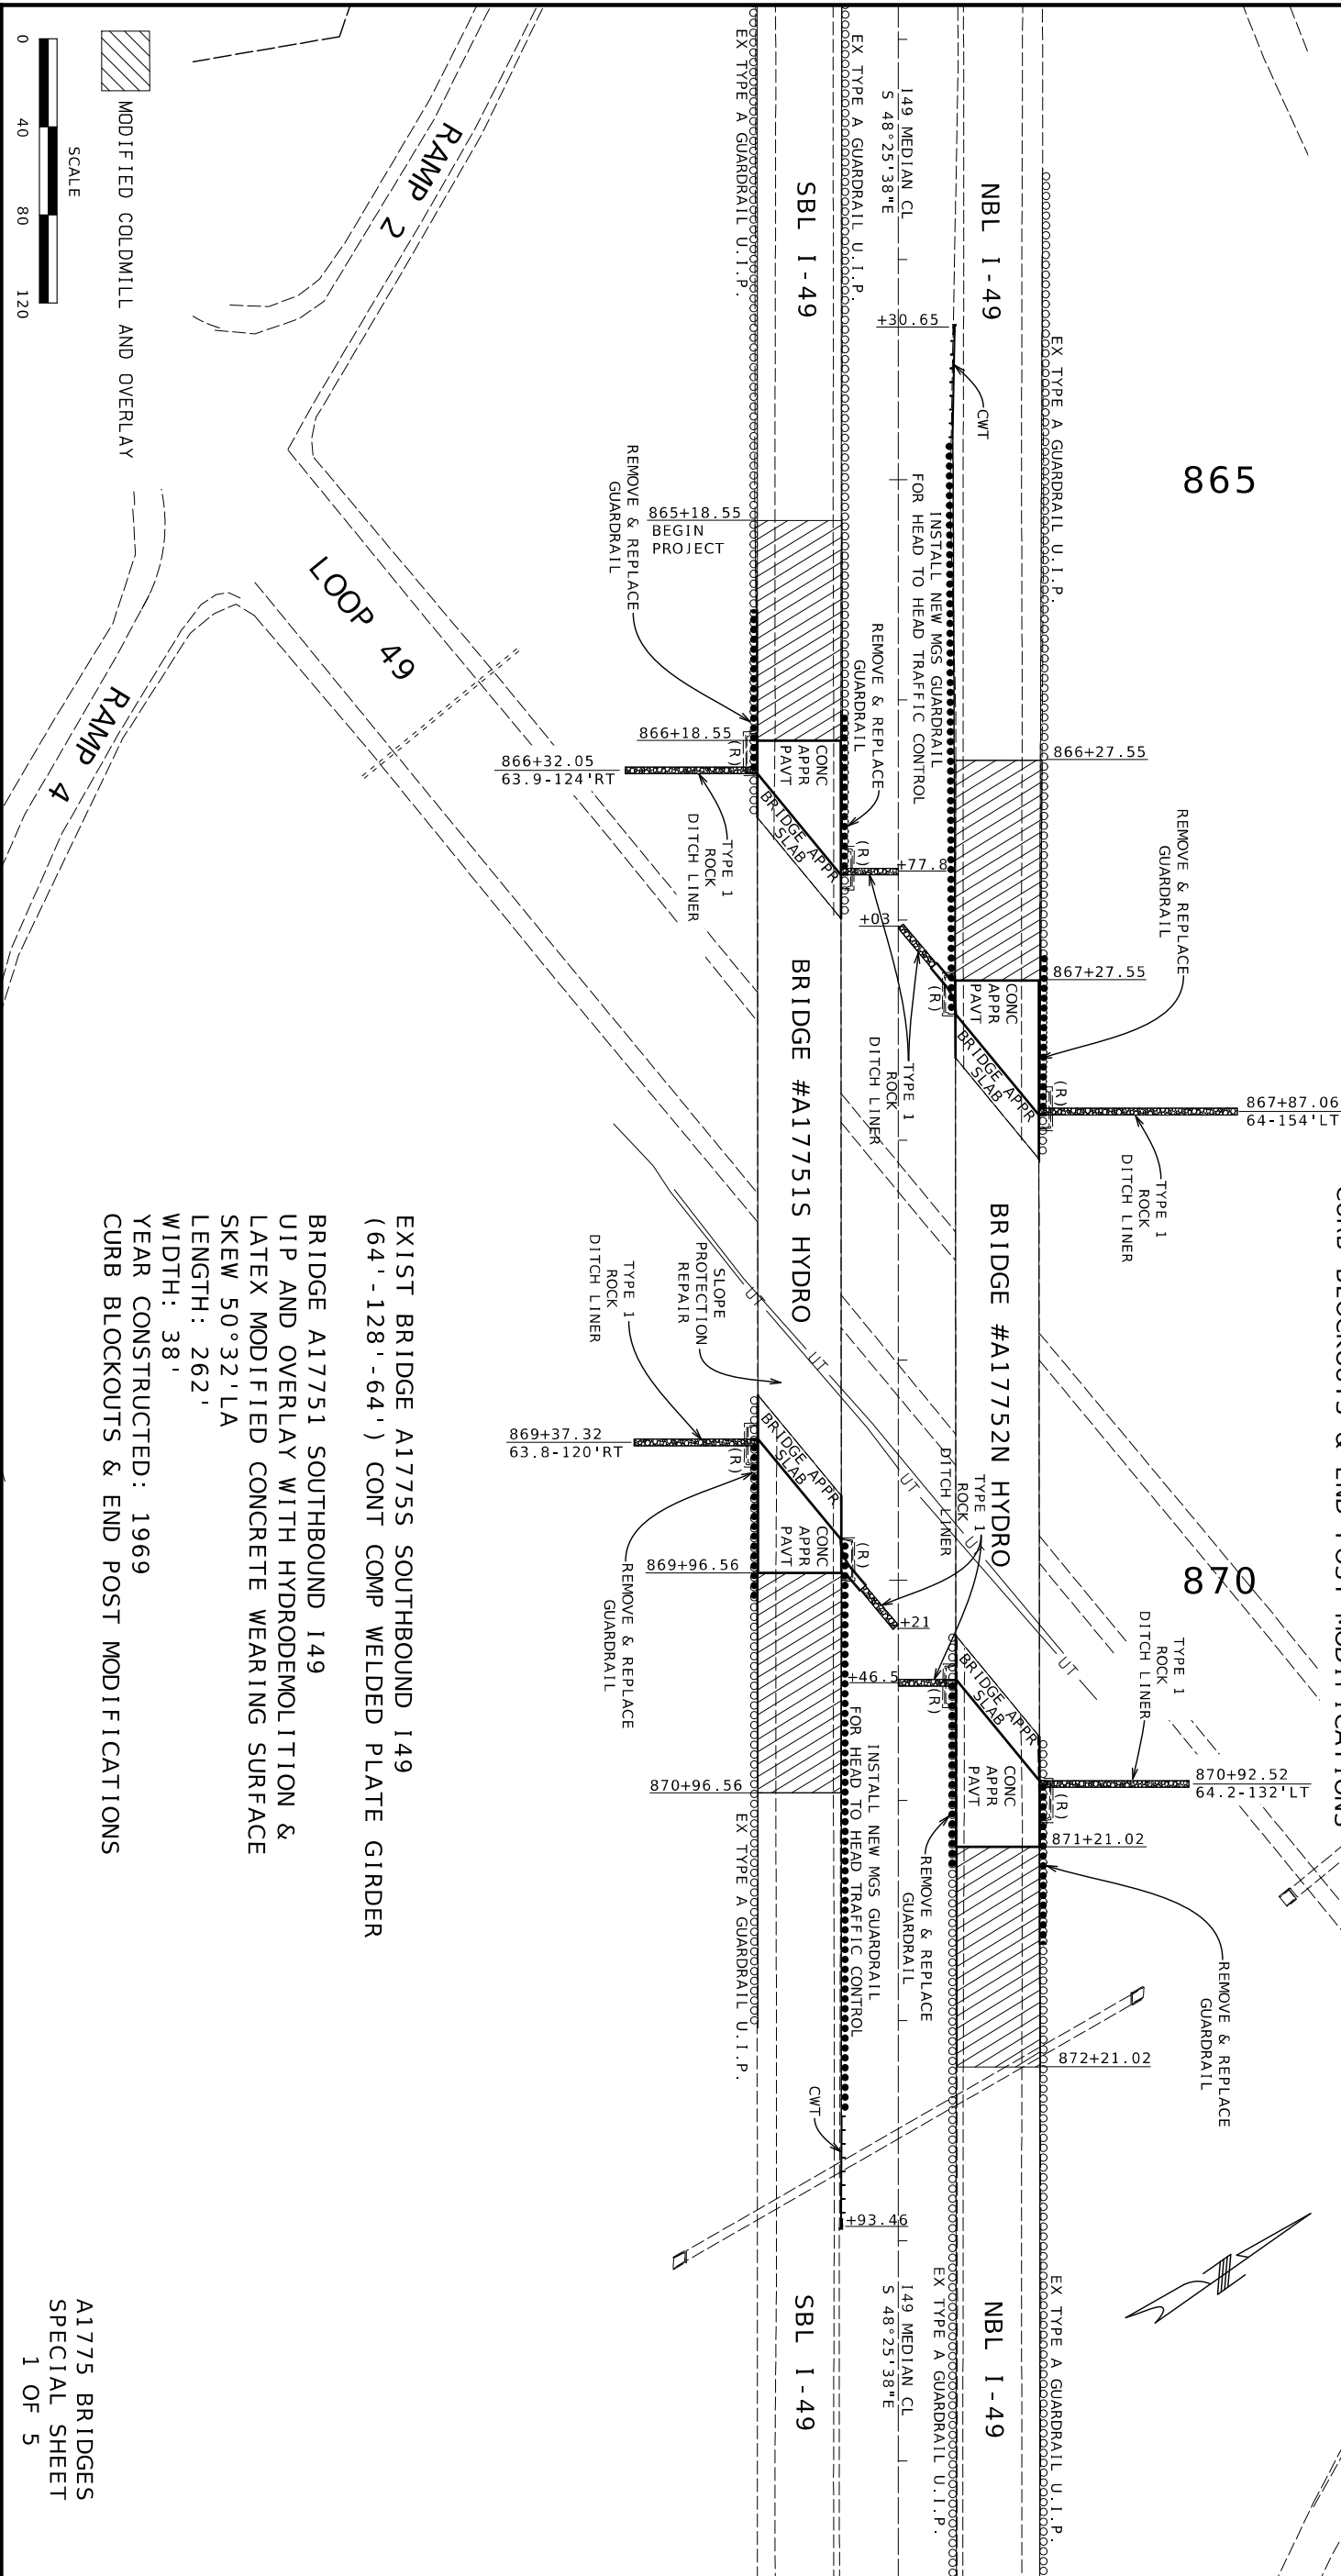 CURB BLOCKOUTS & END POST MODIFICATIONS
865
870
EX TYPE A GUARDRAIL U.I.P.
NBL I-49
I49 MEDIAN CL
S 48°25'38"E
EX TYPE A GUARDRAIL U.I.P.
SBL I-49
EX TYPE A GUARDRAIL U.I.P.
+30.65
CWT
INSTALL NEW MGS GUARDRAIL
FOR HEAD TO HEAD TRAFFIC CONTROL
REMOVE & REPLACE
GUARDRAIL
865+18.55
BEGIN
PROJECT
REMOVE & REPLACE
GUARDRAIL
866+18.55
(R)
866+32.05
63.9-124'RT
CONC
APPR
PAVT
BRIDGE APPR
SLAB
TYPE 1
ROCK
DITCH LINER
(R)
+77.8
+03
866+27.55
867+27.55
REMOVE & REPLACE
GUARDRAIL
CONC
APPR
PAVT
(R)
BRIDGE APPR
SLAB
(R)
867+87.06
64-154'LT
TYPE 1
ROCK
DITCH LINER
TYPE 1
ROCK
DITCH LINER
BRIDGE #A17751S HYDRO
BRIDGE #A17752N HYDRO
SLOPE
PROTECTION
REPAIR
UT
UT
UT
UT
UT
TYPE 1
ROCK
DITCH LINER
869+37.32
63.8-120'RT
(R)
BRIDGE APPR
SLAB
CONC
APPR
PAVT
(R)
869+96.56
REMOVE & REPLACE
GUARDRAIL
TYPE 1
ROCK
DITCH LINER
+21
+46.5
(R)
BRIDGE APPR
SLAB
CONC
APPR
PAVT
(R)
TYPE 1
ROCK
DITCH LINER
870+92.52
64.2-132'LT
871+21.02
870+96.56
INSTALL NEW MGS GUARDRAIL
FOR HEAD TO HEAD TRAFFIC CONTROL
REMOVE & REPLACE
GUARDRAIL
REMOVE & REPLACE
GUARDRAIL
872+21.02
EX TYPE A GUARDRAIL U.I.P.
CWT
+93.46
EX TYPE A GUARDRAIL U.I.P.
NBL I-49
EX TYPE A GUARDRAIL U.I.P.
I49 MEDIAN CL
S 48°25'38"E
SBL I-49
N
RAMP 2
LOOP 49
RAMP 4
MODIFIED COLDMILL AND OVERLAY
SCALE
0 40 80 120
EXIST BRIDGE A1775S SOUTHBOUND I49
(64'-128'-64') CONT COMP WELDED PLATE GIRDER
BRIDGE A17751 SOUTHBOUND I49
UIP AND OVERLAY WITH HYDRODEMOLITION &
LATEX MODIFIED CONCRETE WEARING SURFACE
SKEW 50°32'LA
LENGTH: 262'
WIDTH: 38'
YEAR CONSTRUCTED: 1969
CURB BLOCKOUTS & END POST MODIFICATIONS
A1775 BRIDGES
SPECIAL SHEET
1 OF 5